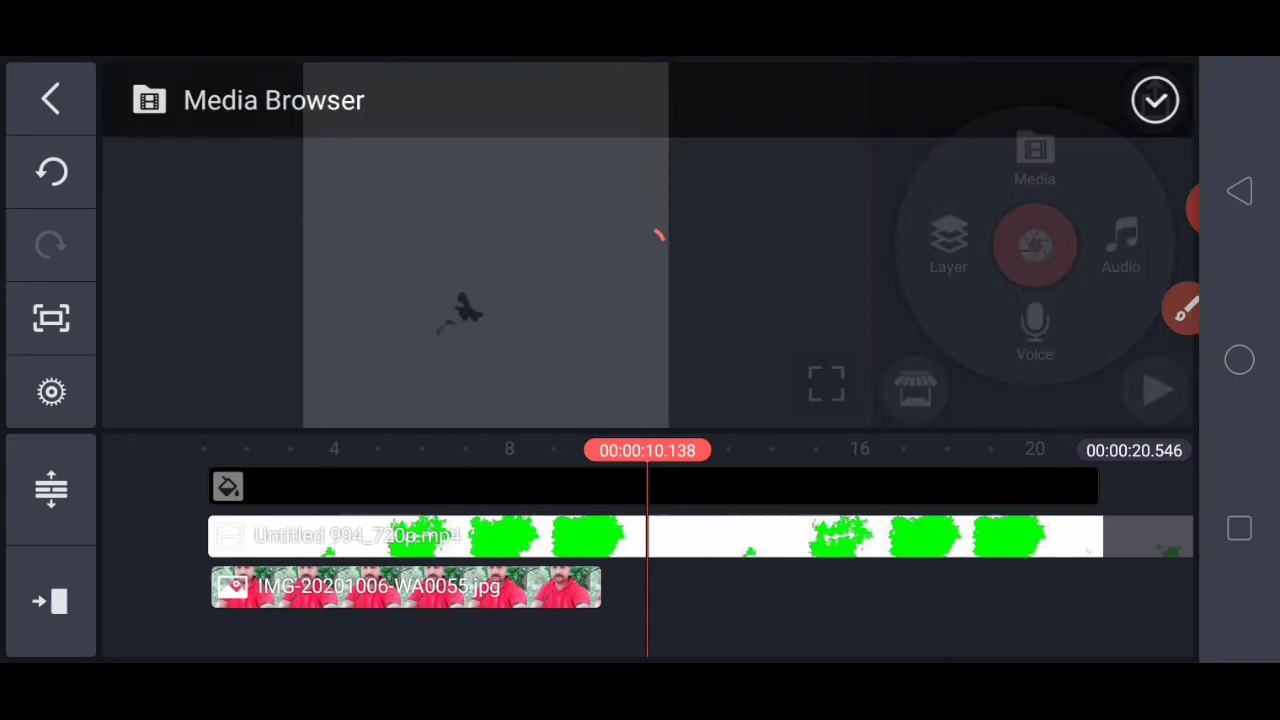 Media Browser
Media
Layer
Audio
Voice
4
8
00:00:10.138
16
20
00:00:20.546
Untitled 994_720p.mp4
IMG-20201006-WA0055.jpg